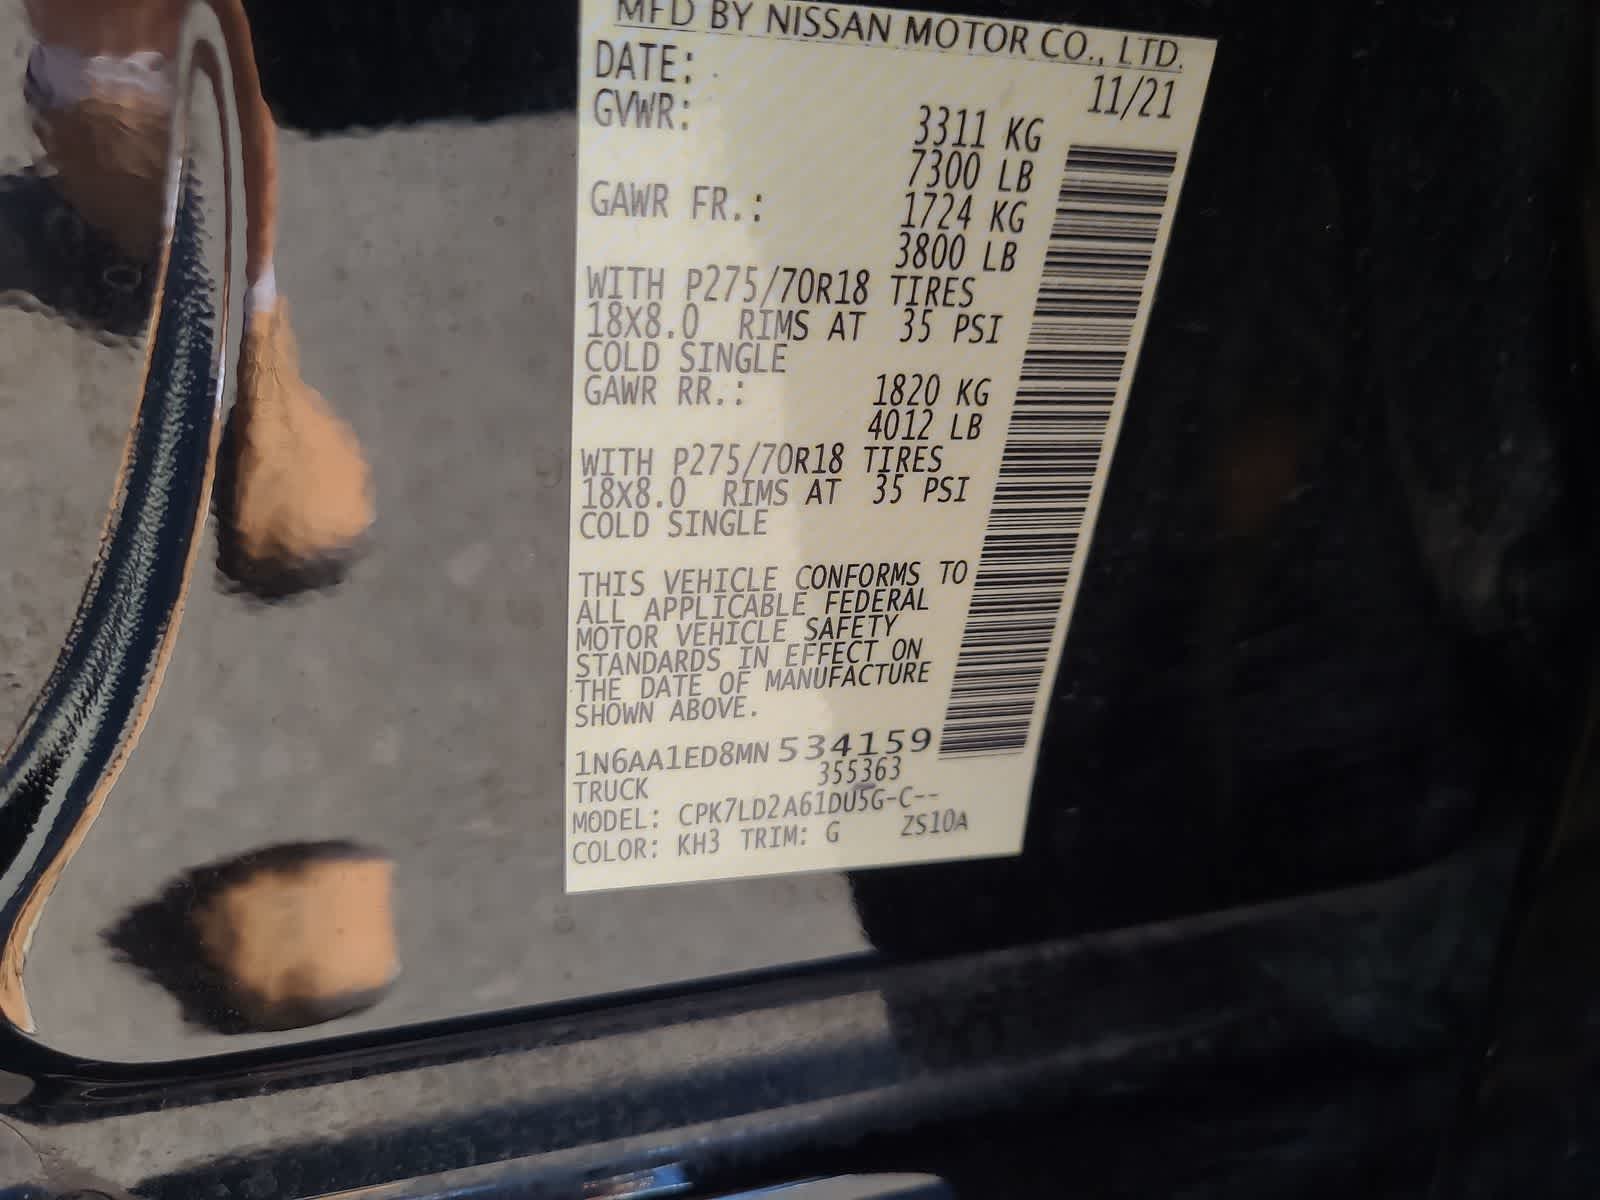 MFD BY NISSAN MOTOR CO., LTD.
DATE: 11/21
GVWR: 3311 KG
7300 LB
GAWR FR.: 1724 KG
3800 LB
WITH P275/70R18 TIRES
18X8.0 RIMS AT 35 PSI
COLD SINGLE
GAWR RR.: 1820 KG
4012 LB
WITH P275/70R18 TIRES
18X8.0 RIMS AT 35 PSI
COLD SINGLE
THIS VEHICLE CONFORMS TO
ALL APPLICABLE FEDERAL
MOTOR VEHICLE SAFETY
STANDARDS IN EFFECT ON
THE DATE OF MANUFACTURE
SHOWN ABOVE.
1N6AA1ED8MN 534159
TRUCK 355363
MODEL: CPK7LD2A61DU5G-C--
COLOR: KH3 TRIM: G ZS10A